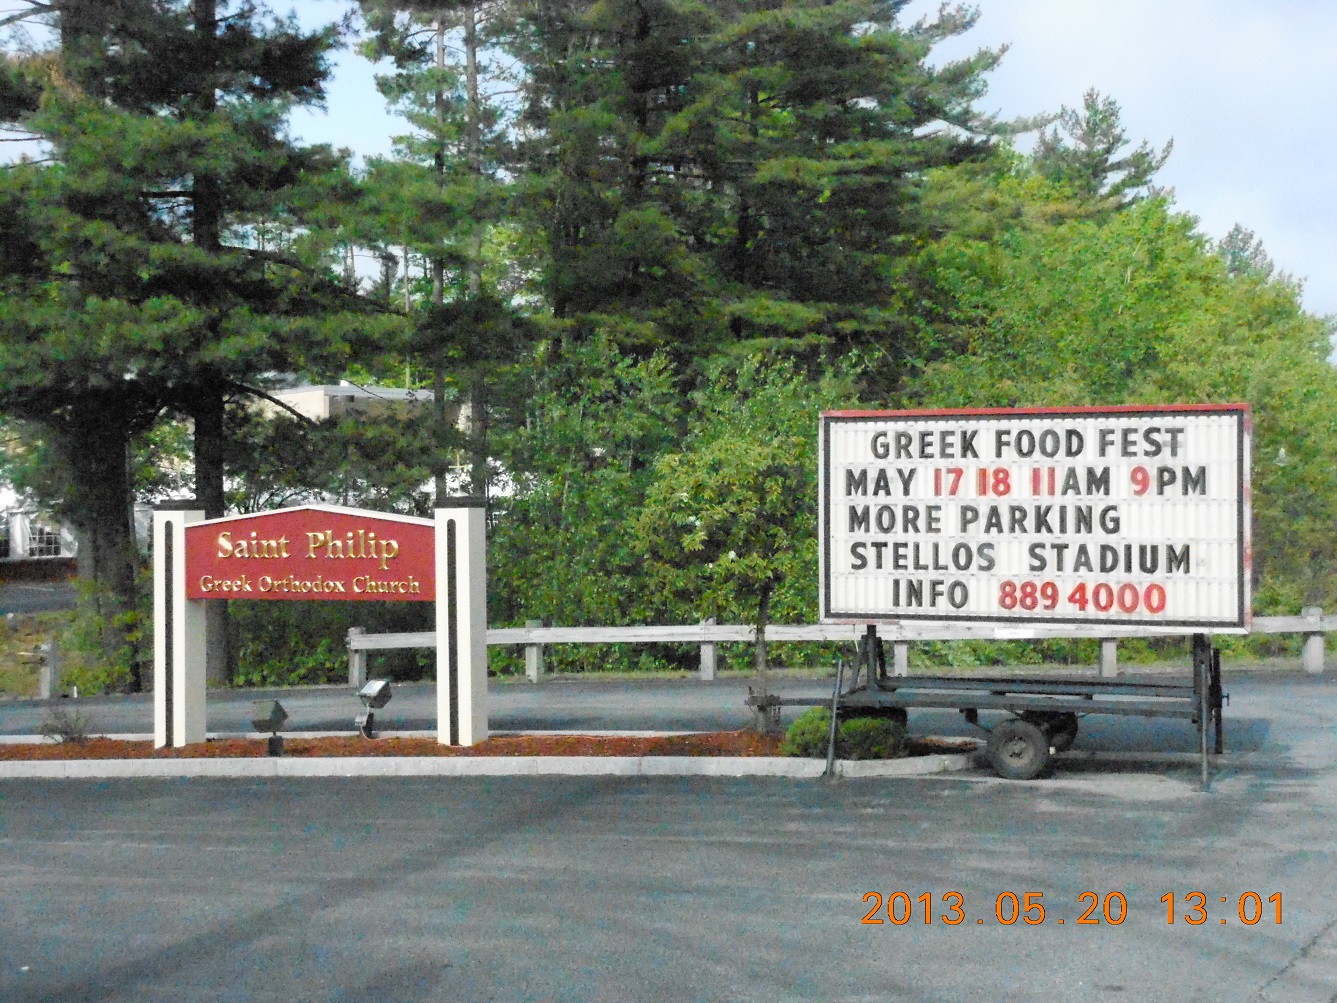 Saint Philip
Greek Orthodox Church
GREEK FOOD FEST
MAY 17 18 11AM 9PM
MORE PARKING
STELLOS STADIUM
INFO 889 4000
2013.05.20 13:01